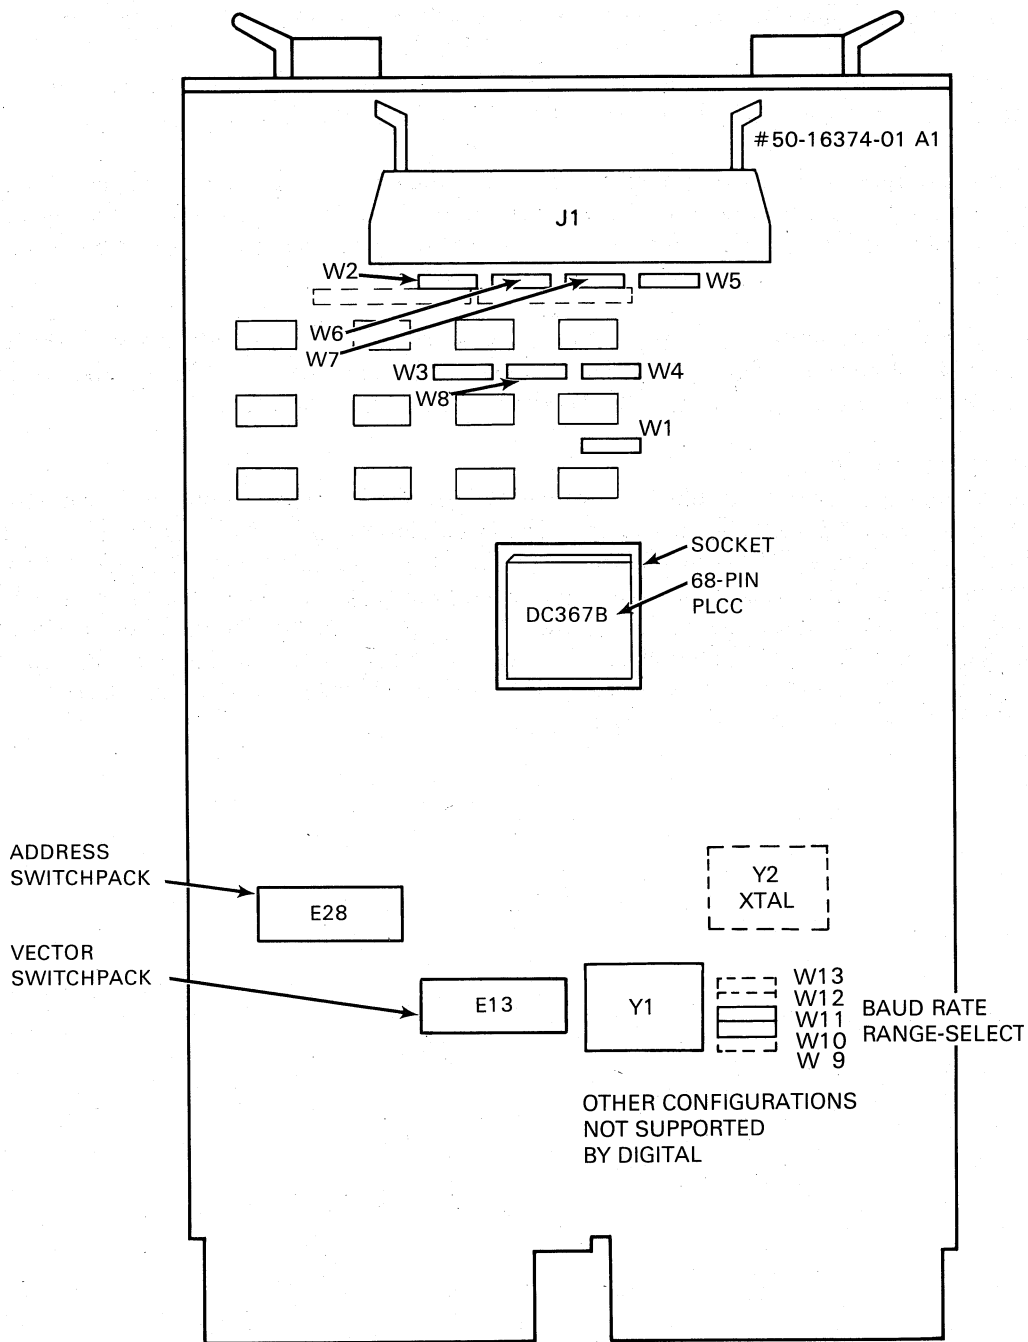 #50-16374-01 A1
J1
W2
W5
W6
W7
W3
W4
W8
W1
SOCKET
68-PIN
PLCC
DC367B
ADDRESS
SWITCHPACK
E28
Y2
XTAL
VECTOR
SWITCHPACK
E13
Y1
W13
W12
W11
W10
W 9
BAUD RATE
RANGE-SELECT
OTHER CONFIGURATIONS
NOT SUPPORTED
BY DIGITAL